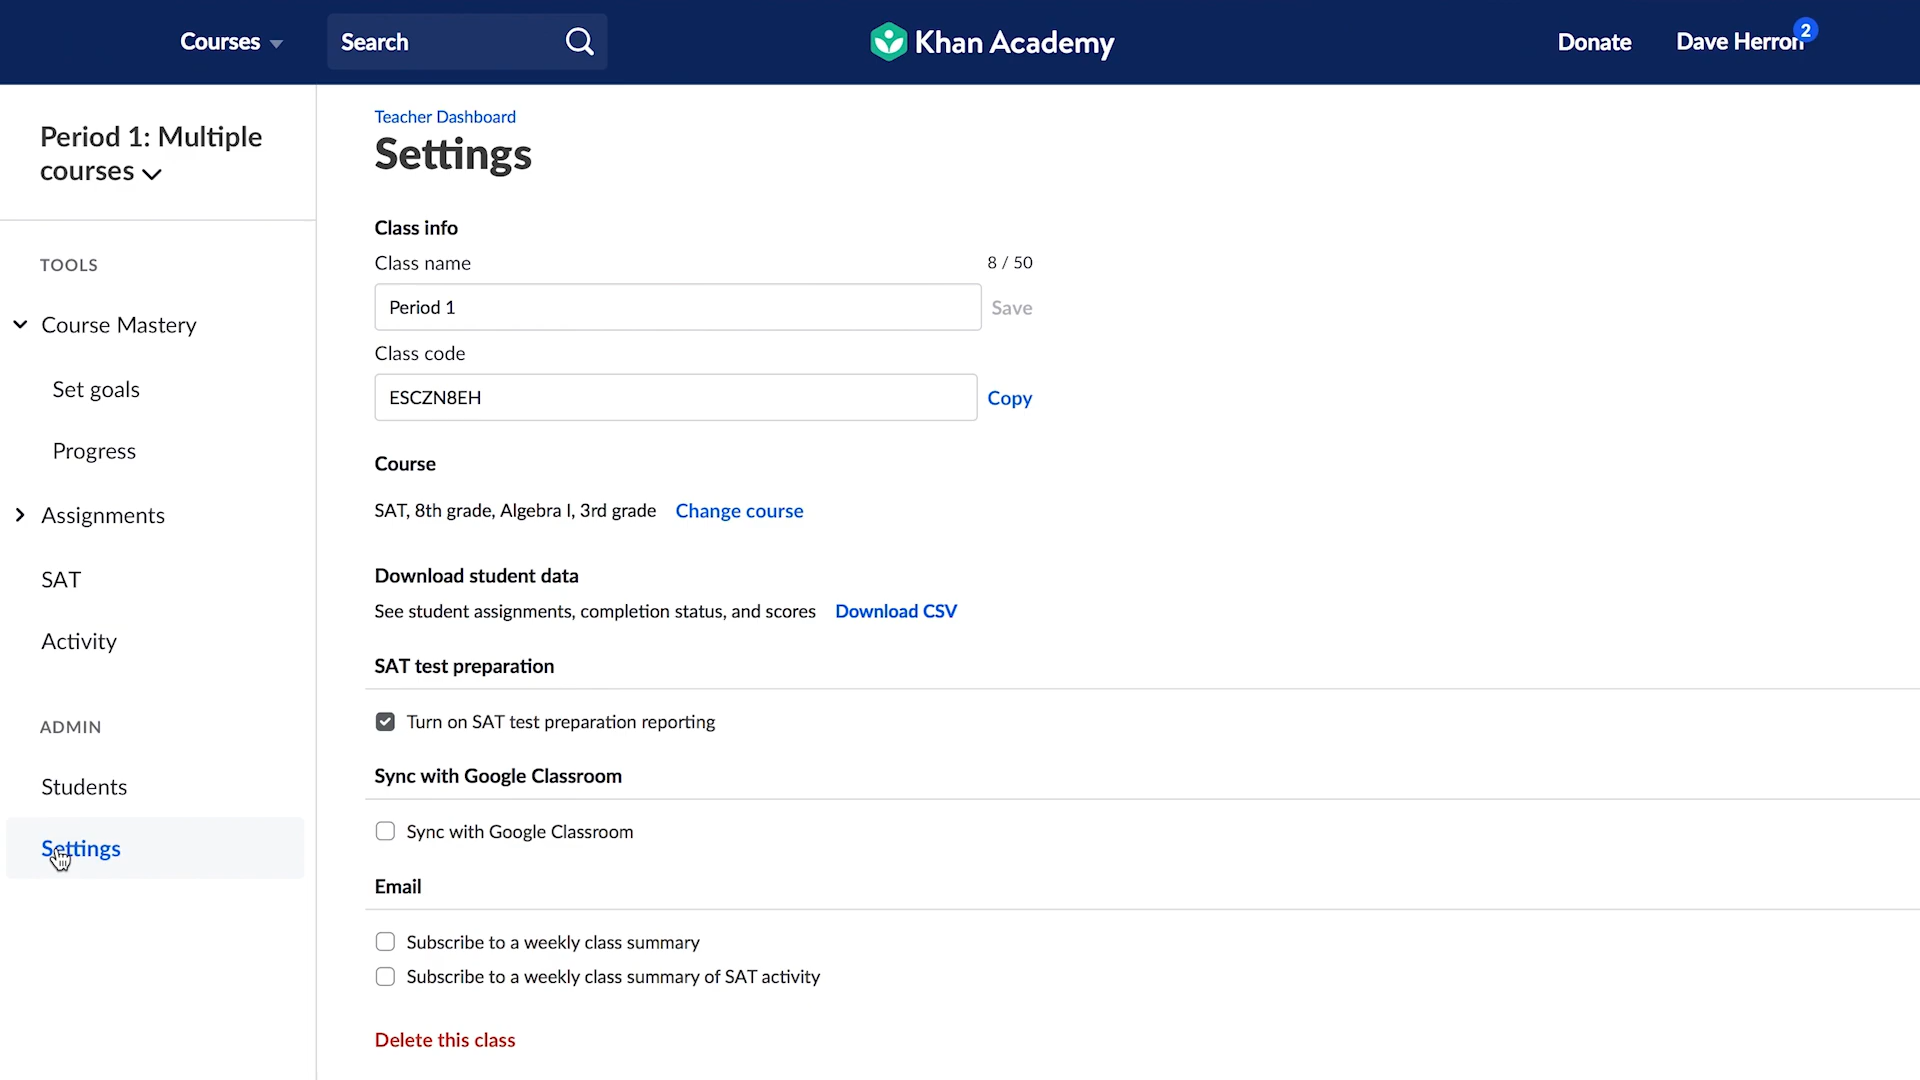 Courses
Search
Khan Academy
Donate
Dave Herron
2
Period 1: Multiple
courses
TOOLS
Course Mastery
Set goals
Progress
Assignments
SAT
Activity
ADMIN
Students
Settings
Teacher Dashboard
Settings
Class info
Class name
8 / 50
Period 1
Save
Class code
ESCZN8EH
Copy
Course
SAT, 8th grade, Algebra I, 3rd grade Change course
Download student data
See student assignments, completion status, and scores Download CSV
SAT test preparation
Turn on SAT test preparation reporting
Sync with Google Classroom
Sync with Google Classroom
Email
Subscribe to a weekly class summary
Subscribe to a weekly class summary of SAT activity
Delete this class